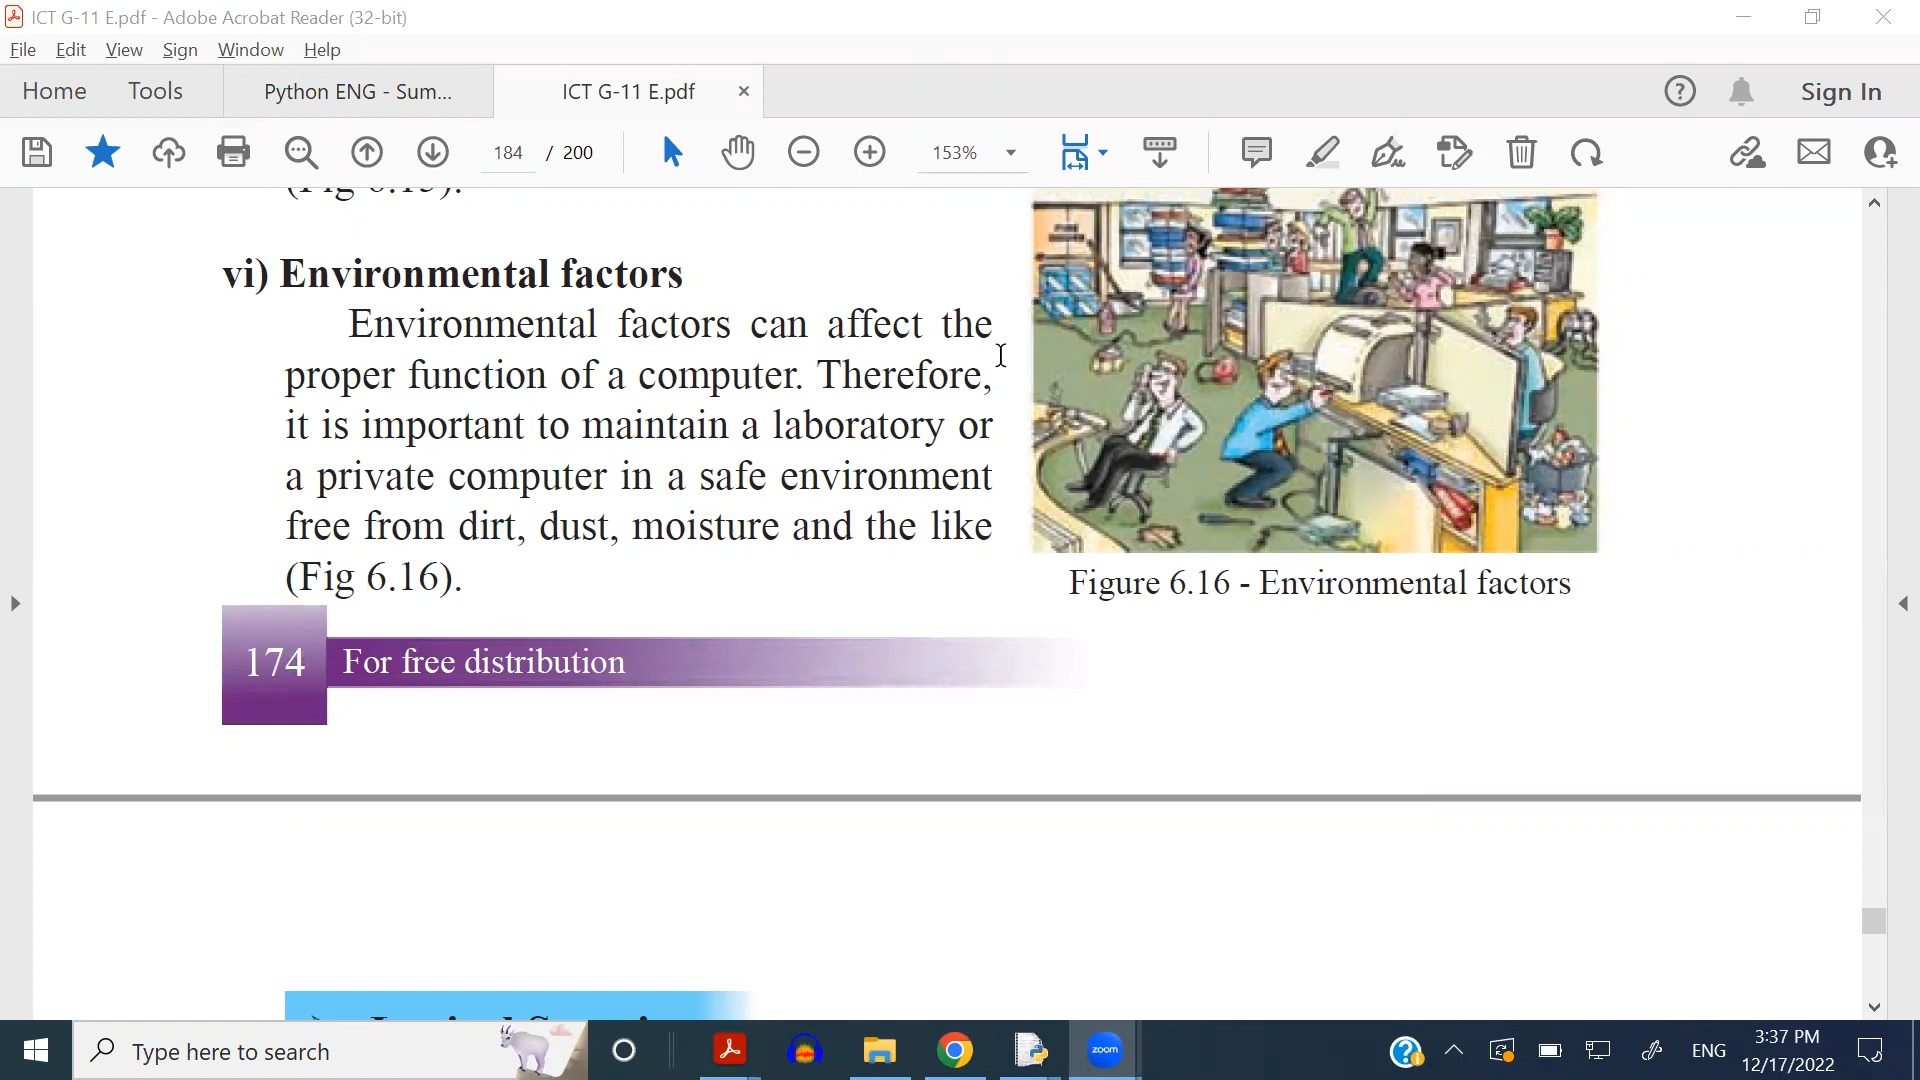 ICT G-11 E.pdf - Adobe Acrobat Reader (32-bit)
File Edit View Sign Window Help
Home Tools Python ENG - Sum... ICT G-11 E.pdf × Sign In
184 / 200 153%
vi) Environmental factors
Environmental factors can affect the
proper function of a computer. Therefore,
it is important to maintain a laboratory or
a private computer in a safe environment
free from dirt, dust, moisture and the like
(Fig 6.16).
Figure 6.16 - Environmental factors
174 For free distribution
Type here to search
zoom
ENG
3:37 PM
12/17/2022